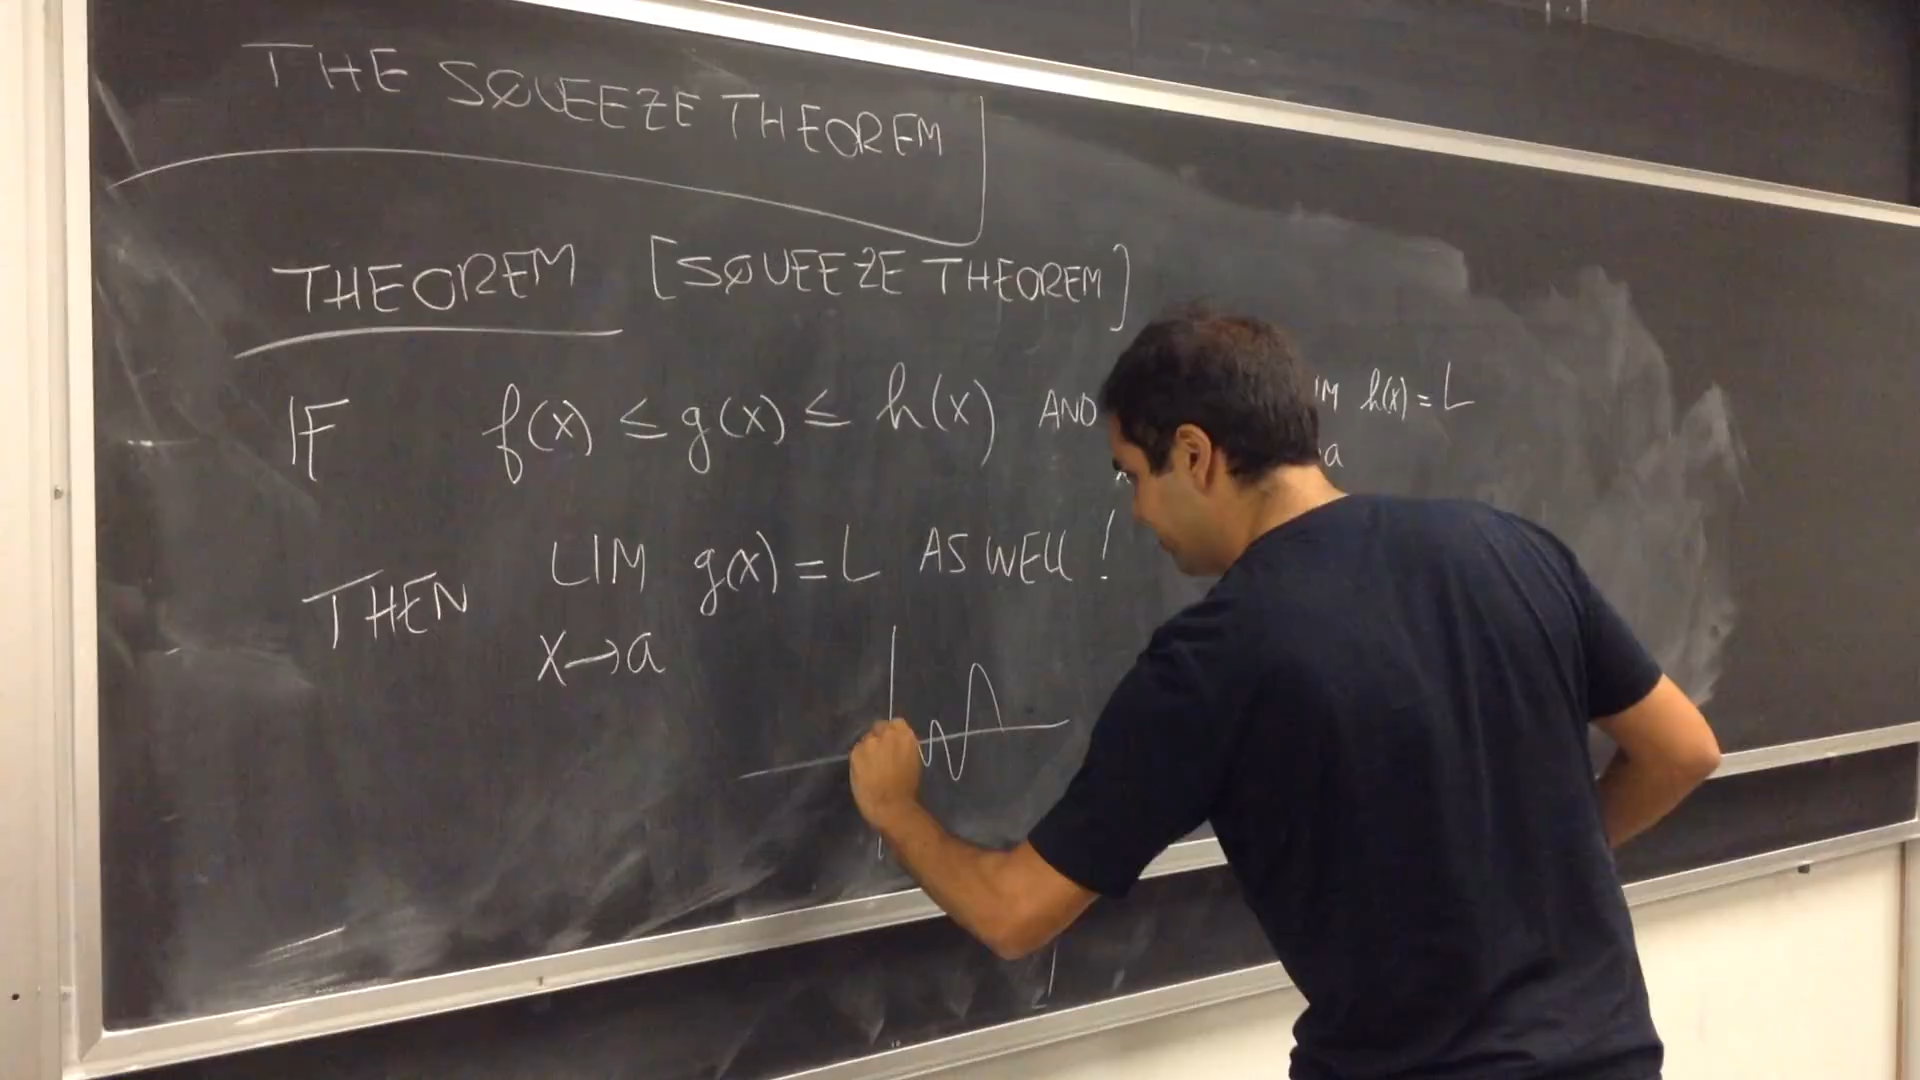 THE SQUEEZE THEOREM
THEOREM [SQUEEZE THEOREM]
IF f(x) ≤ g(x) ≤ h(x) AND h(x) = L
a
THEN LIM g(x) = L AS WELL!
x→a